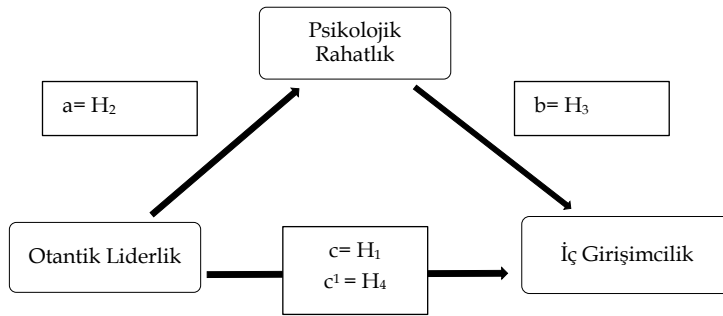 Psikolojik
Rahatlık
a= H₂
b= H₃
Otantik Liderlik
c= H₁
c¹ = H₄
İç Girişimcilik